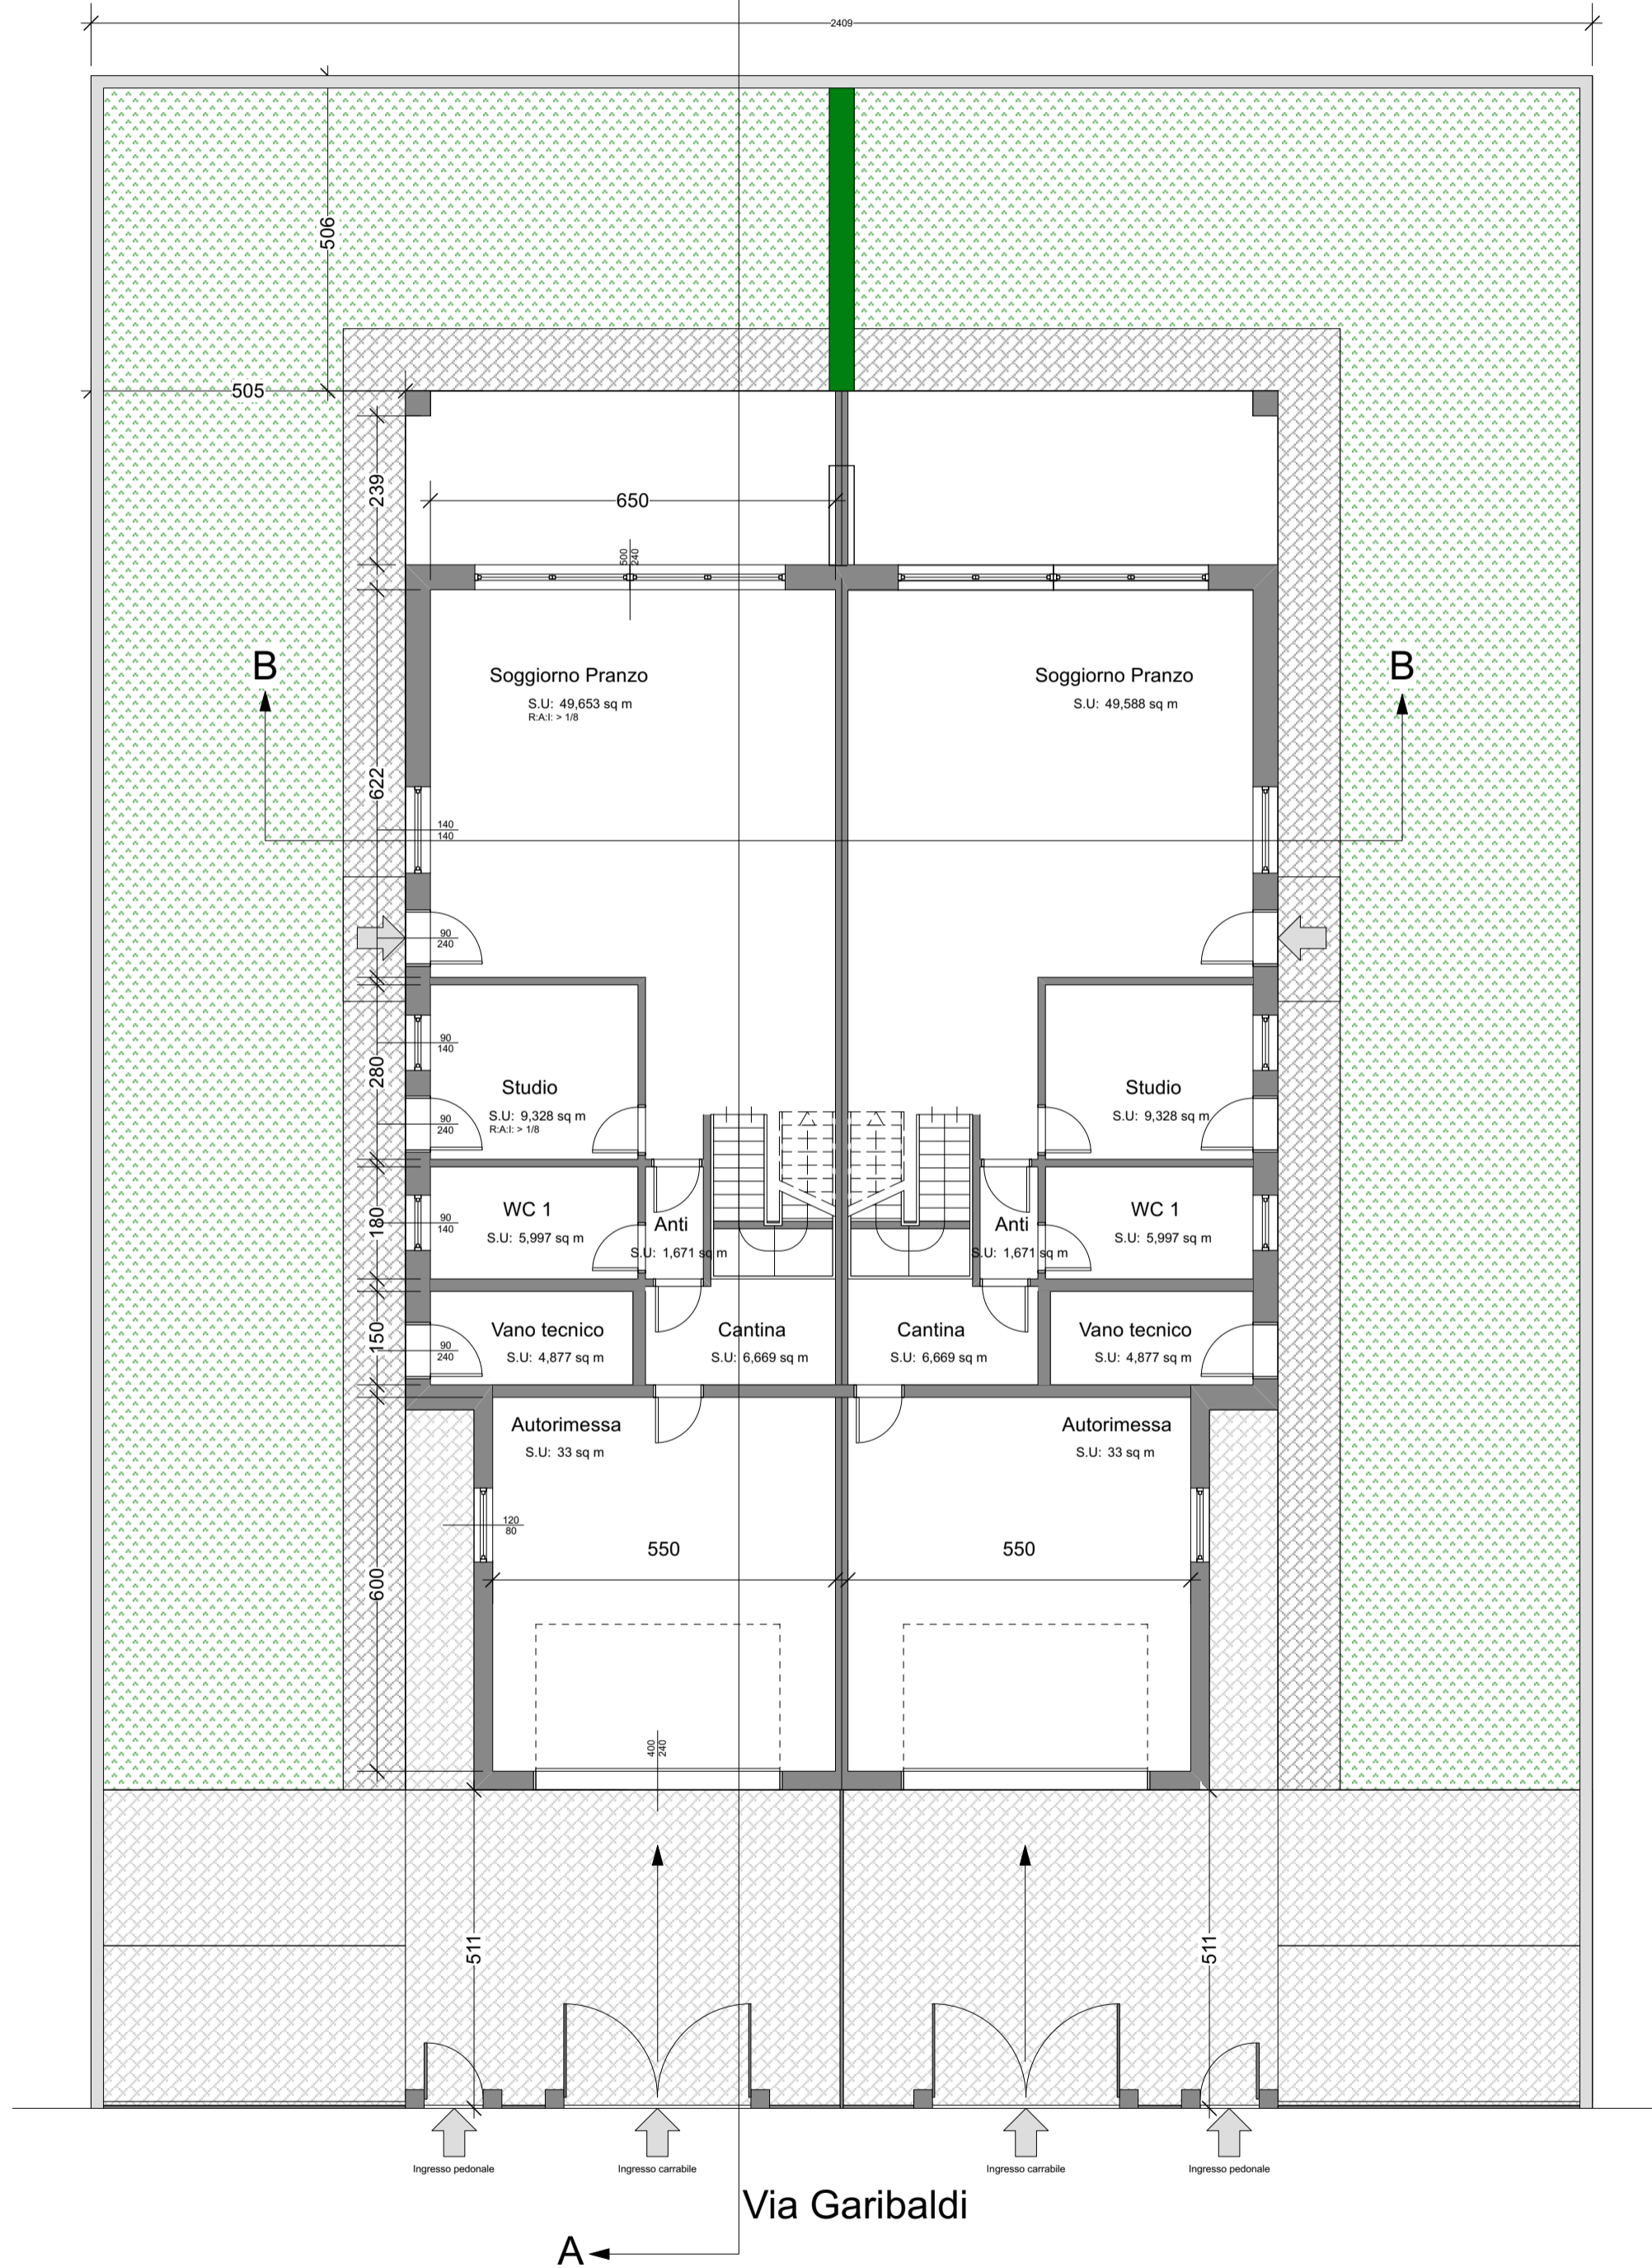 2409
506
505
239
650
500
240
B
B
Soggiorno Pranzo
S.U: 49,653 sq m
R:A:I: > 1/8
Soggiorno Pranzo
S.U: 49,588 sq m
622
140
140
90
240
90
140
280
Studio
S.U: 9,328 sq m
R:A:I: > 1/8
Studio
S.U: 9,328 sq m
90
240
180
90
140
WC 1
S.U: 5,997 sq m
Anti
S.U: 1,671 sq m
Anti
S.U: 1,671 sq m
WC 1
S.U: 5,997 sq m
150
90
240
Vano tecnico
S.U: 4,877 sq m
Cantina
S.U: 6,669 sq m
Cantina
S.U: 6,669 sq m
Vano tecnico
S.U: 4,877 sq m
Autorimessa
S.U: 33 sq m
Autorimessa
S.U: 33 sq m
120
80
550
550
600
400
240
511
511
Ingresso pedonale
Ingresso carrabile
Ingresso carrabile
Ingresso pedonale
Via Garibaldi
A